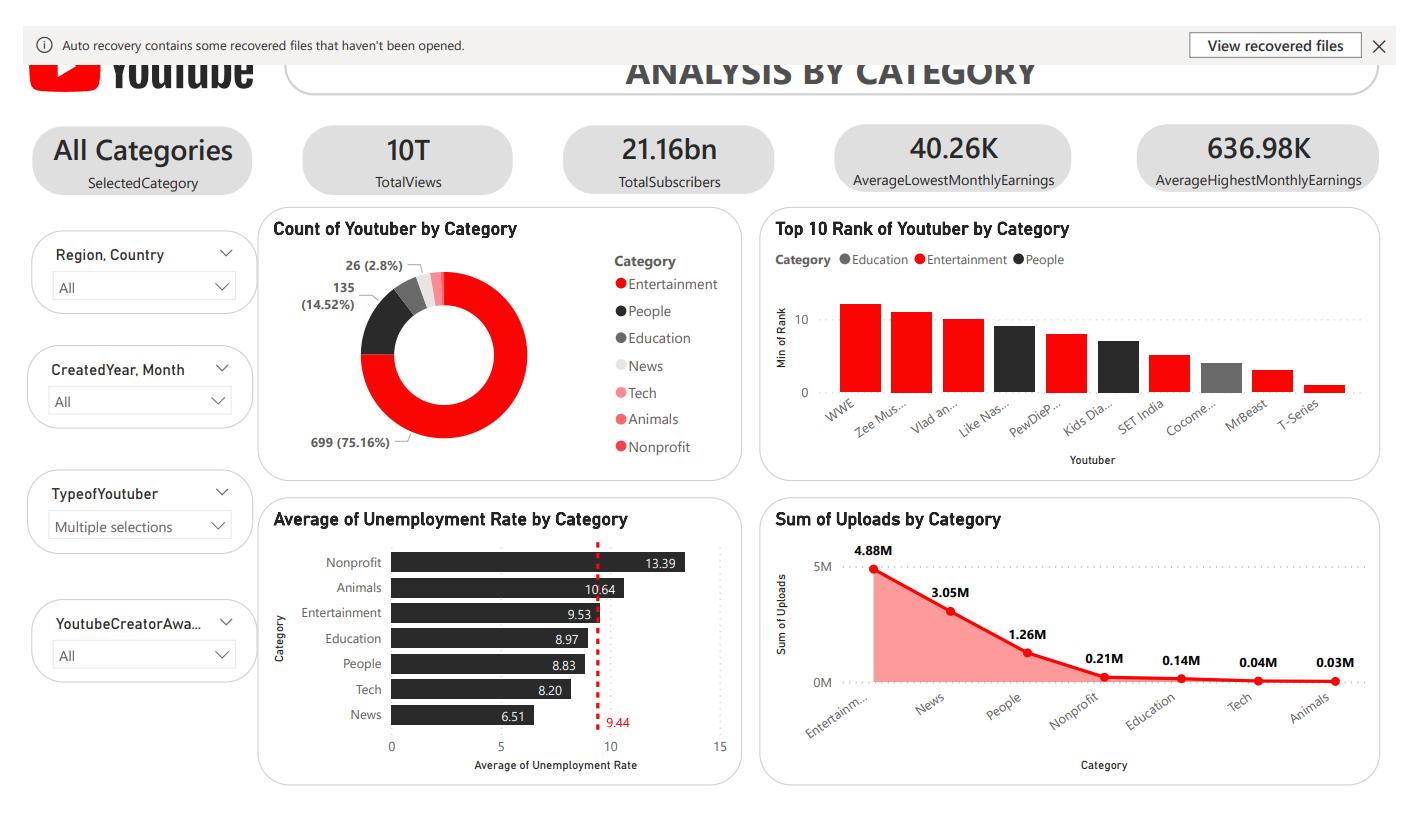 Auto recovery contains some recovered files that haven't been opened.
View recovered files
YouTube
ANALYSIS BY CATEGORY
All Categories
SelectedCategory
10T
TotalViews
21.16bn
TotalSubscribers
40.26K
AverageLowestMonthlyEarnings
636.98K
AverageHighestMonthlyEarnings
Region, Country
All
CreatedYear, Month
All
TypeofYoutuber
Multiple selections
YoutubeCreatorAwa...
All
Count of Youtuber by Category
26 (2.8%)
135
(14.52%)
699 (75.16%)
Category
Entertainment
People
Education
News
Tech
Animals
Nonprofit
Top 10 Rank of Youtuber by Category
Category Education Entertainment People
Min of Rank
10
0
WWE
Zee Mus...
Vlad an...
Like Nas...
PewDieP...
Kids Dia...
SET India
Cocome...
MrBeast
T-Series
Youtuber
Average of Unemployment Rate by Category
Category
Nonprofit 13.39
Animals 10.64
Entertainment 9.53
Education 8.97
People 8.83
Tech 8.20
News 6.51
9.44
0 5 10 15
Average of Unemployment Rate
Sum of Uploads by Category
Sum of Uploads
5M
0M
4.88M
3.05M
1.26M
0.21M
0.14M
0.04M
0.03M
Entertainm...
News
People
Nonprofit
Education
Tech
Animals
Category